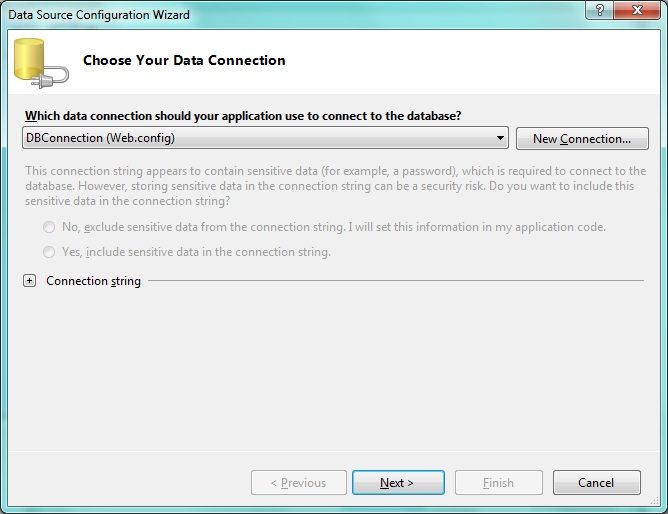 Data Source Configuration Wizard
?
Choose Your Data Connection
Which data connection should your application use to connect to the database?
DBConnection (Web.config)
New Connection...
This connection string appears to contain sensitive data (for example, a password), which is required to connect to the
database. However, storing sensitive data in the connection string can be a security risk. Do you want to include this
sensitive data in the connection string?
No, exclude sensitive data from the connection string. I will set this information in my application code.
Yes, include sensitive data in the connection string.
+ Connection string
< Previous
Next >
Finish
Cancel